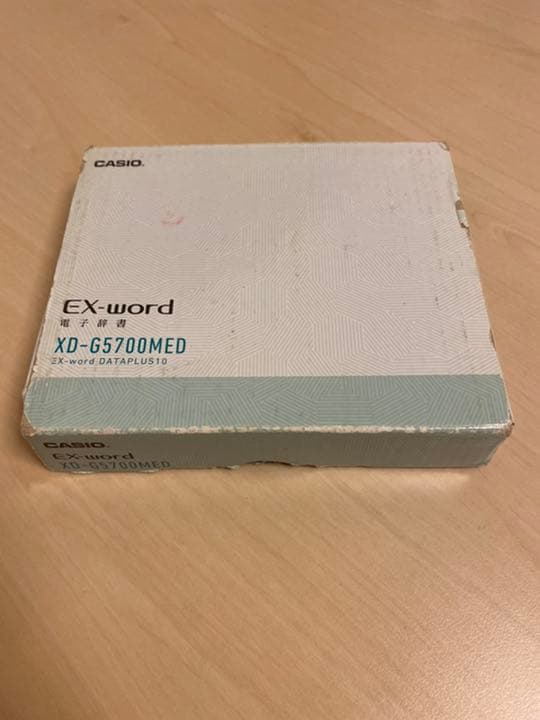 CASIO
EX-word
電子辞書
XD-G5700MED
EX-word DATAPLUS10
CASIO
EX-word
XD-G5700MED